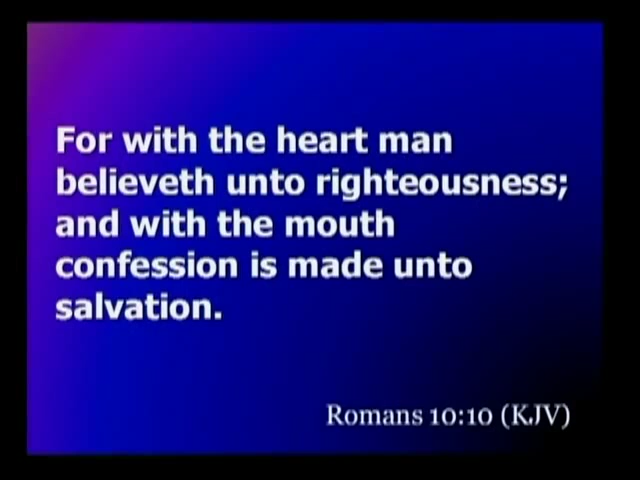 For with the heart man
believeth unto righteousness;
and with the mouth
confession is made unto
salvation.
Romans 10:10 (KJV)